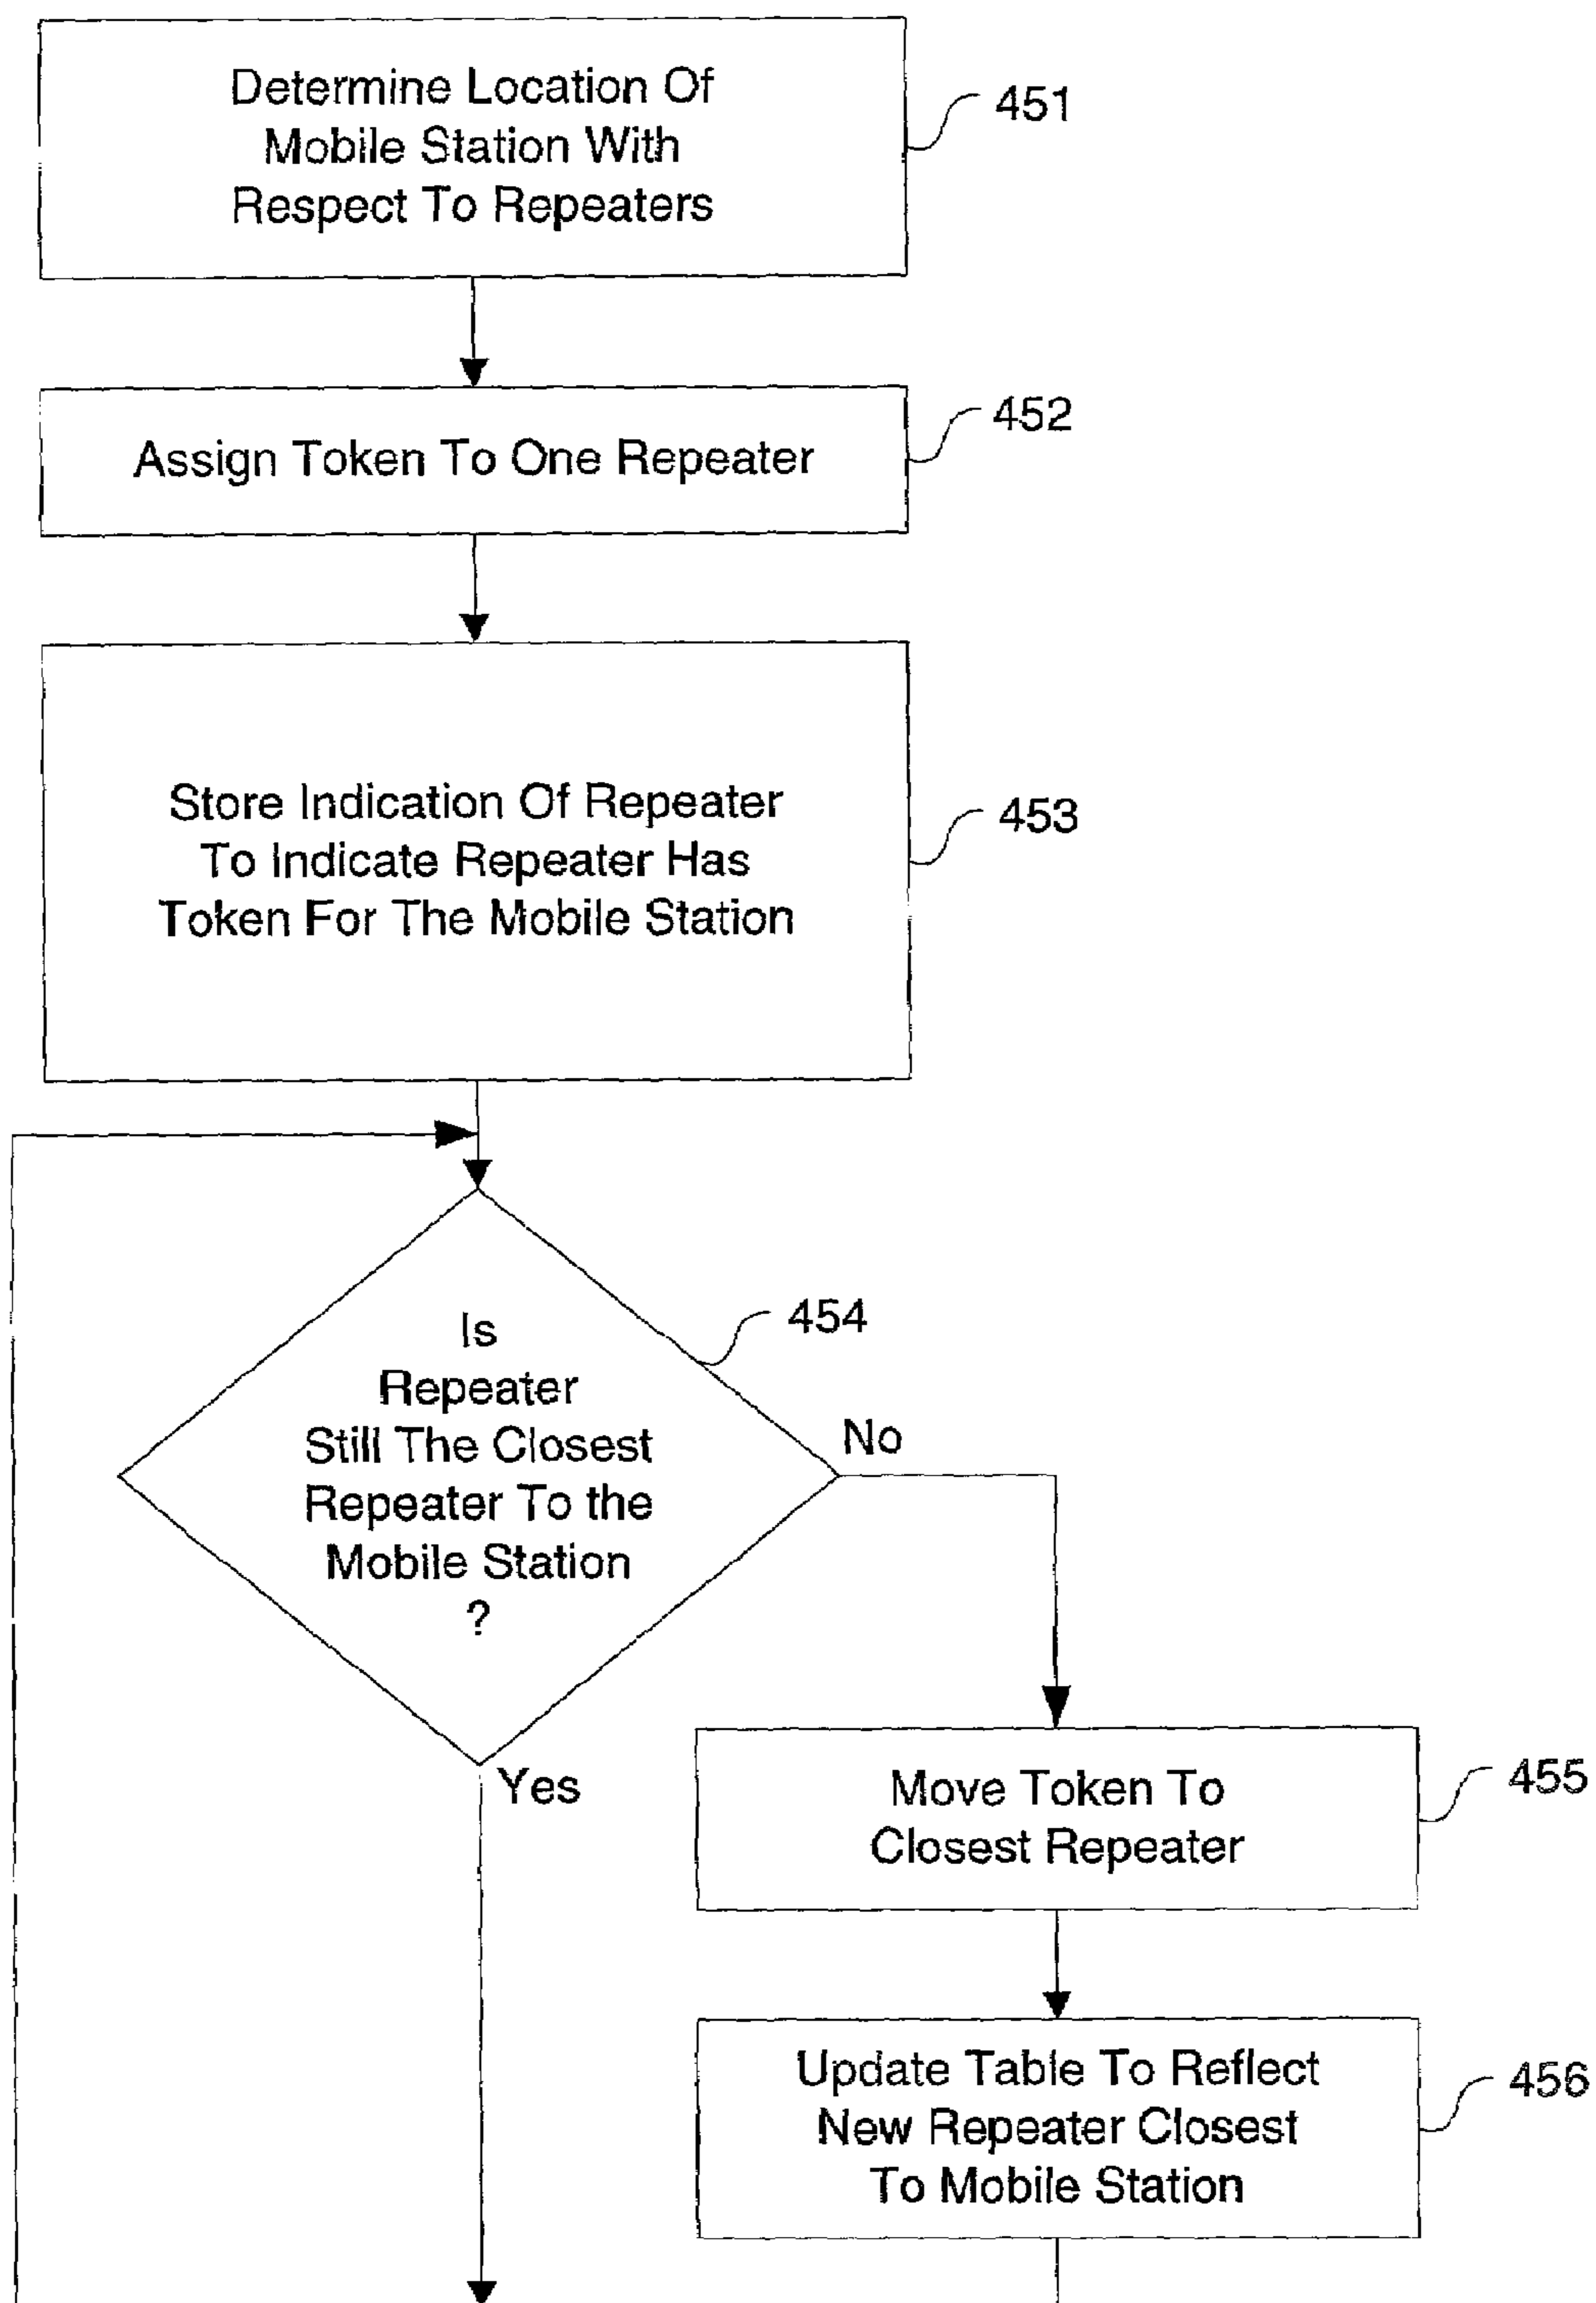 Determine Location Of
Mobile Station With
Respect To Repeaters
451
Assign Token To One Repeater
452
Store Indication Of Repeater
To Indicate Repeater Has
Token For The Mobile Station
453
Is
Repeater
Still The Closest
Repeater To the
Mobile Station
?
454
No
Yes
Move Token To
Closest Repeater
455
Update Table To Reflect
New Repeater Closest
To Mobile Station
456